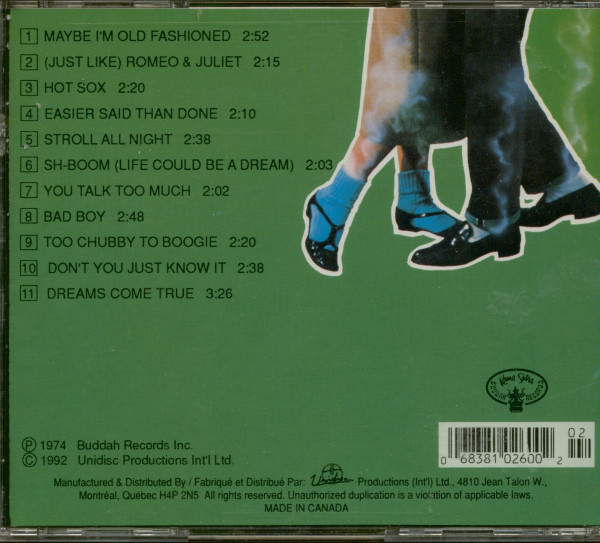 1 MAYBE I'M OLD FASHIONED 2:52
2 (JUST LIKE) ROMEO & JULIET 2:15
3 HOT SOX 2:20
4 EASIER SAID THAN DONE 2:10
5 STROLL ALL NIGHT 2:38
6 SH-BOOM (LIFE COULD BE A DREAM) 2:03
7 YOU TALK TOO MUCH 2:02
8 BAD BOY 2:48
9 TOO CHUBBY TO BOOGIE 2:20
10 DON'T YOU JUST KNOW IT 2:38
11 DREAMS COME TRUE 3:26
Kama Sutra
BUDDAH RECORDS
02
0 68381 02600 2
Ⓟ 1974 Buddah Records Inc.
© 1992 Unidisc Productions Int'l Ltd.
Manufactured & Distributed By / Fabriqué et Distribué Par: Unidisc Productions (Int'l) Ltd., 4810 Jean Talon W.,
Montréal, Québec H4P 2N5 All rights reserved. Unauthorized duplication is a violation of applicable laws.
MADE IN CANADA